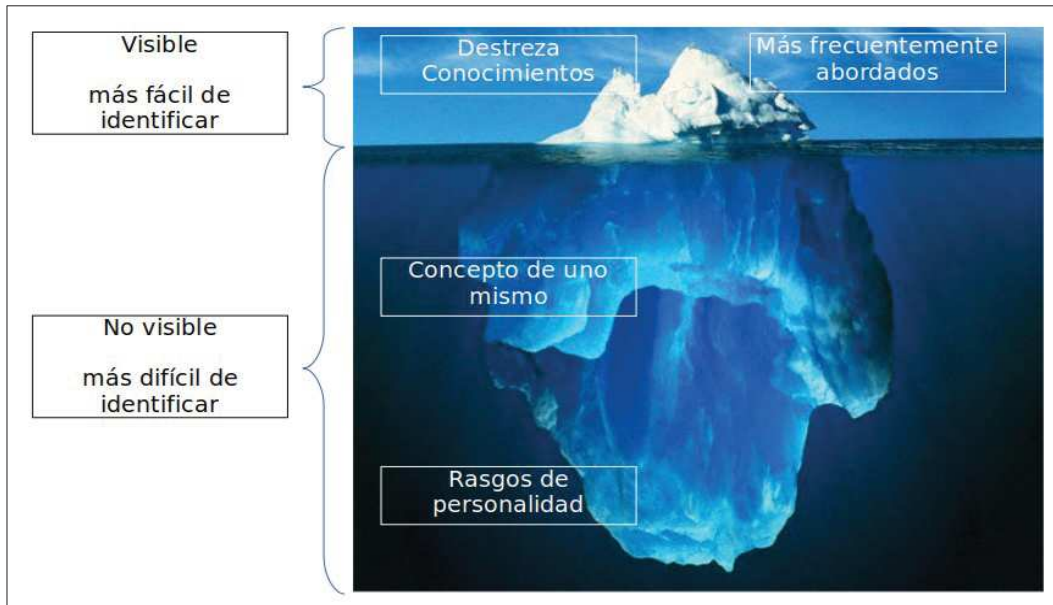 Visible
más fácil de
identificar
Destreza
Conocimientos
Más frecuentemente
abordados
No visible
más difícil de
identificar
Concepto de uno
mismo
Rasgos de
personalidad